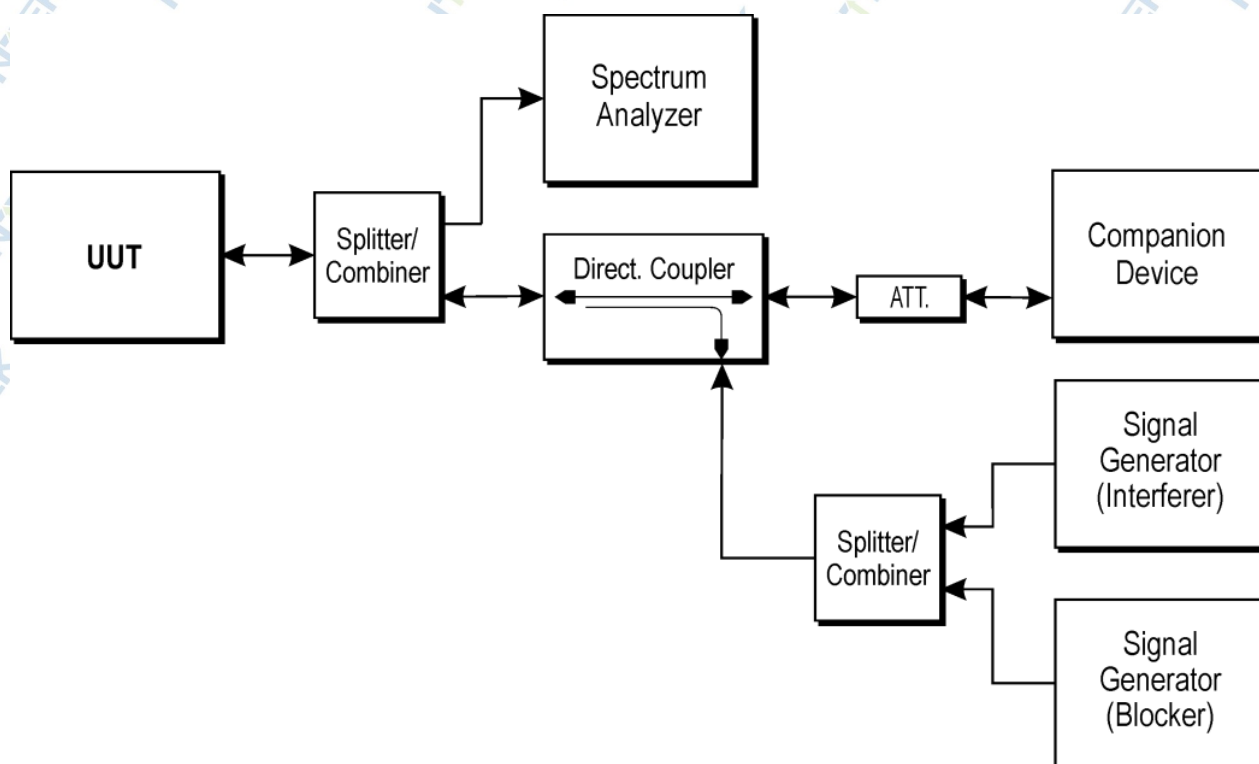 Spectrum
Analyzer
UUT
Splitter/
Combiner
Direct. Coupler
ATT.
Companion
Device
Signal
Generator
(Interferer)
Splitter/
Combiner
Signal
Generator
(Blocker)